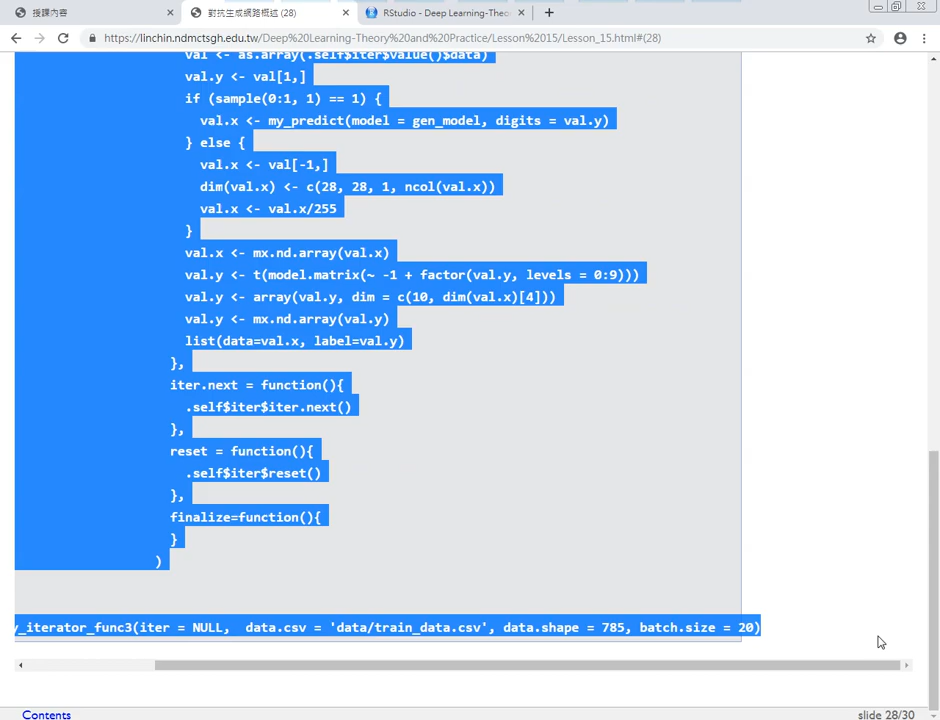 授課內容
對抗生成網路概述 (28)
RStudio - Deep Learning-Theo
https://linchin.ndmctsgh.edu.tw/Deep%20Learning-Theory%20and%20Practice/Lesson%2015/Lesson_15.html#(28)
val <- as.array(.self$iter$value()$data)
val.y <- val[1,]
if (sample(0:1, 1) == 1) {
val.x <- my_predict(model = gen_model, digits = val.y)
} else {
val.x <- val[-1,]
dim(val.x) <- c(28, 28, 1, ncol(val.x))
val.x <- val.x/255
}
val.x <- mx.nd.array(val.x)
val.y <- t(model.matrix(~ -1 + factor(val.y, levels = 0:9)))
val.y <- array(val.y, dim = c(10, dim(val.x)[4]))
val.y <- mx.nd.array(val.y)
list(data=val.x, label=val.y)
},
iter.next = function(){
.self$iter$iter.next()
},
reset = function(){
.self$iter$reset()
},
finalize=function(){
}
)
y_iterator_func3(iter = NULL,  data.csv = 'data/train_data.csv', data.shape = 785, batch.size = 20)
Contents
slide 28/30